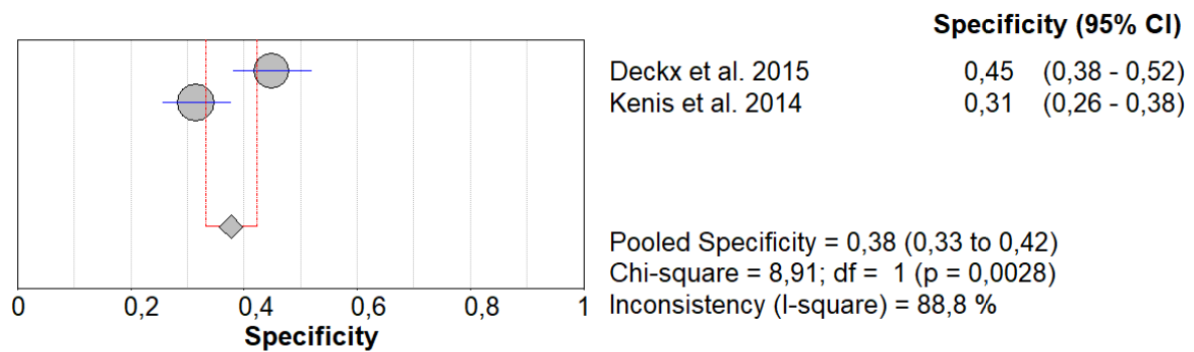 Specificity (95% CI)
Deckx et al. 2015 0,45 (0,38 - 0,52)
Kenis et al. 2014 0,31 (0,26 - 0,38)
Pooled Specificity = 0,38 (0,33 to 0,42)
Chi-square = 8,91; df = 1 (p = 0,0028)
Inconsistency (I-square) = 88,8 %
0 0,2 0,4 0,6 0,8 1
Specificity